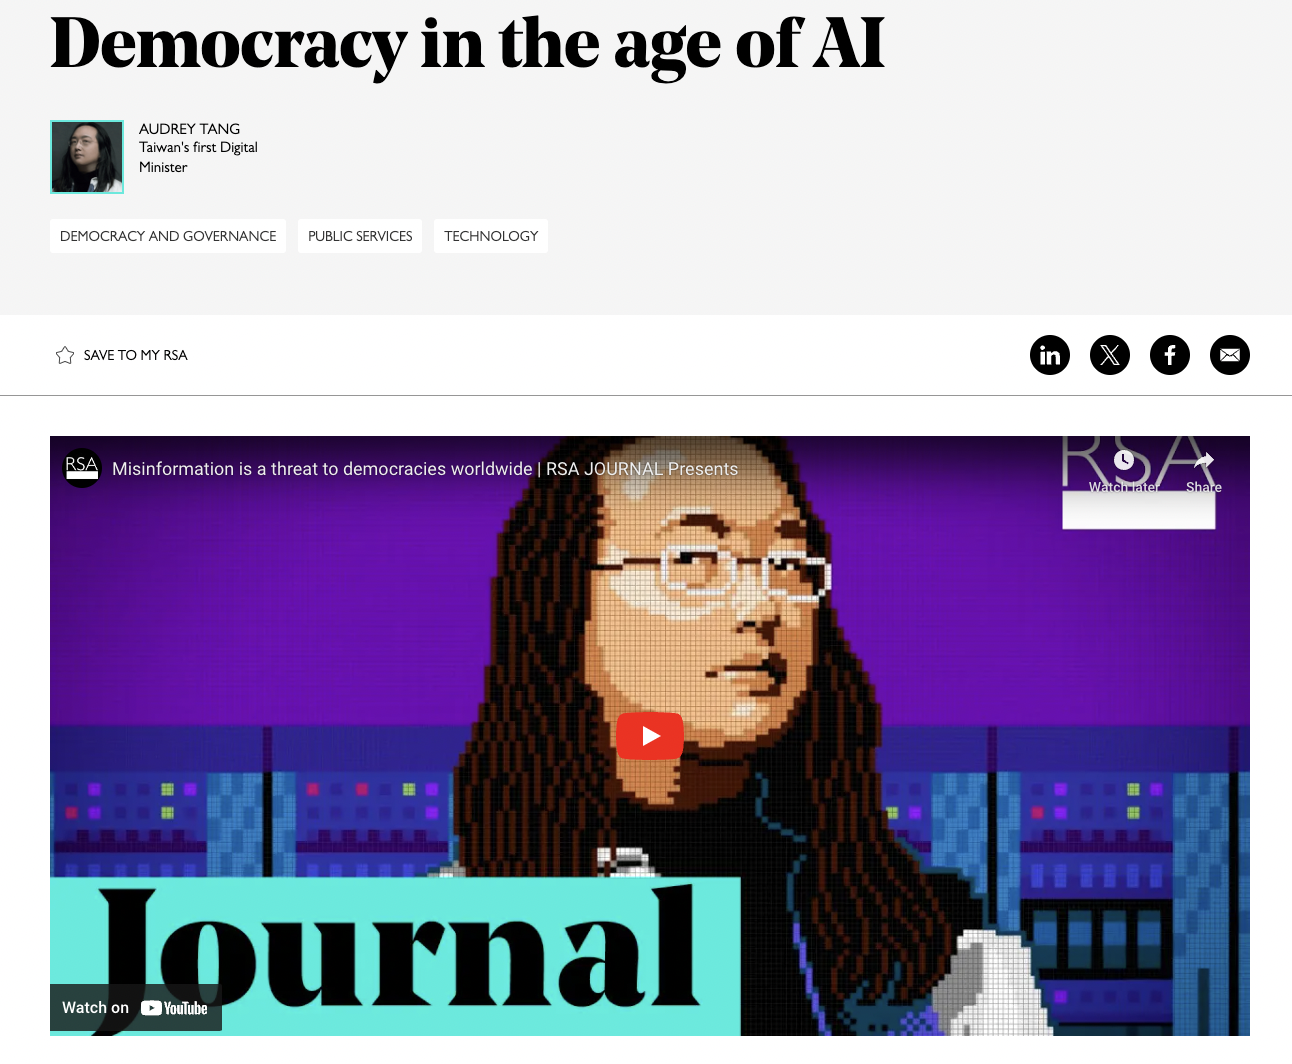 Democracy in the age of AI
AUDREY TANG
Taiwan's first Digital
Minister
DEMOCRACY AND GOVERNANCE
PUBLIC SERVICES
TECHNOLOGY
SAVE TO MY RSA
in
X
f
RSA
Misinformation is a threat to democracies worldwide | RSA JOURNAL Presents
RSA
Watch later
Share
Journal
Watch on YouTube